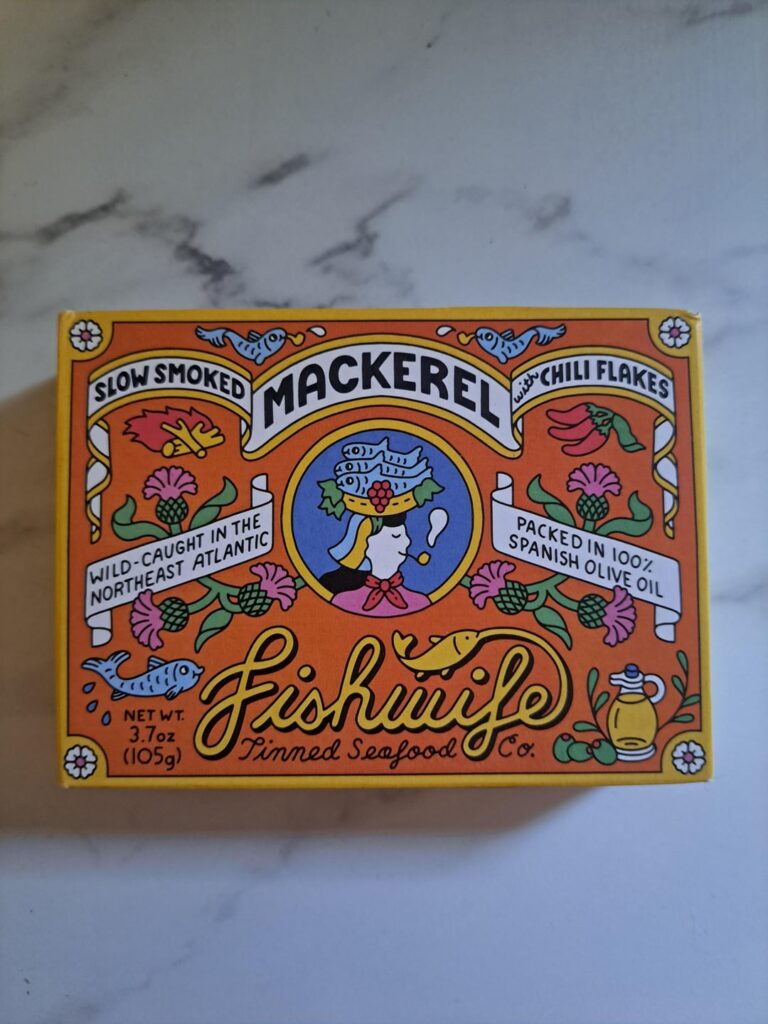 SLOW SMOKED
MACKEREL
with CHILI FLAKES
WILD-CAUGHT IN THE
NORTHEAST ATLANTIC
PACKED IN 100%
SPANISH OLIVE OIL
Fishwife
Tinned Seafood Co.
NET WT.
3.7oz
(105g)